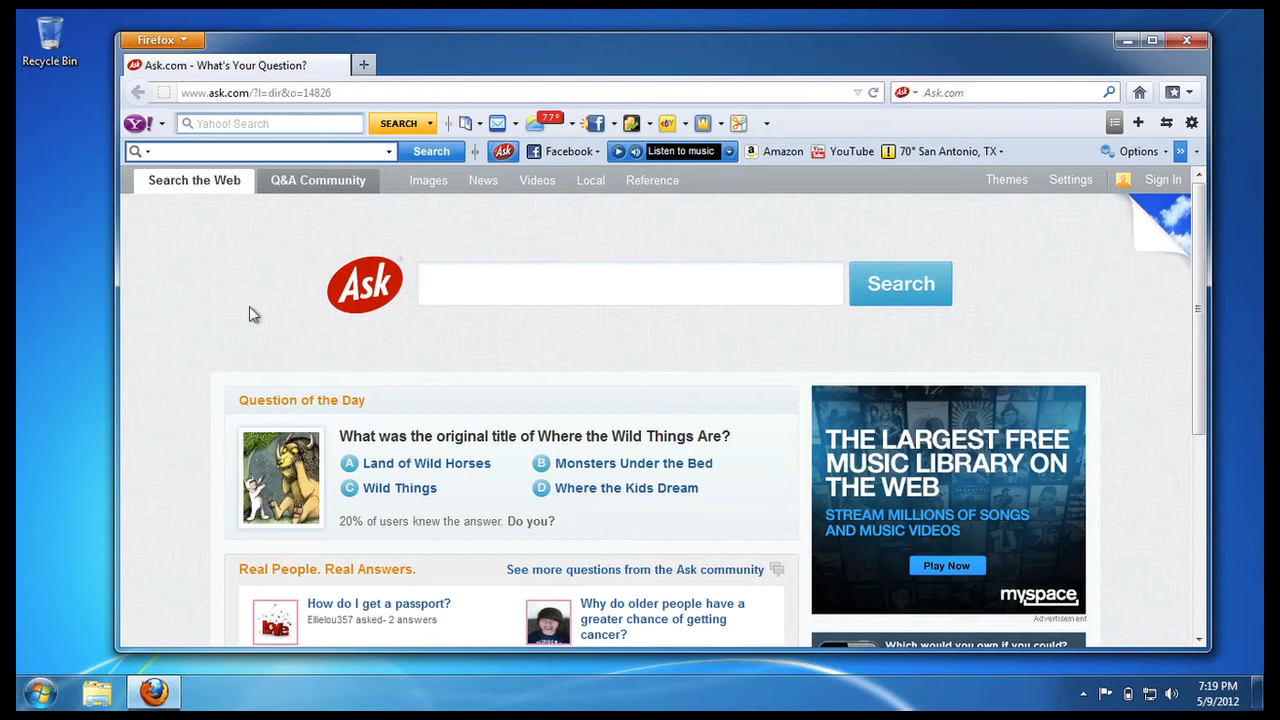 Recycle Bin
Firefox
Ask.com - What's Your Question?
www.ask.com/?l=dir&o=14826
Ask
Ask.com
Y!
Yahoo! Search
SEARCH
77°
Search
Ask
Facebook
Listen to music
Amazon
YouTube
70° San Antonio, TX
Options
Search the Web
Q&A Community
Images
News
Videos
Local
Reference
Themes
Settings
Sign In
Ask
Search
Question of the Day
What was the original title of Where the Wild Things Are?
A Land of Wild Horses
B Monsters Under the Bed
C Wild Things
D Where the Kids Dream
20% of users knew the answer. Do you?
THE LARGEST FREE
MUSIC LIBRARY ON
THE WEB
STREAM MILLIONS OF SONGS
AND MUSIC VIDEOS
Play Now
myspace
Advertisement
Real People. Real Answers.
See more questions from the Ask community
How do I get a passport?
Ellielou357 asked- 2 answers
Why do older people have a
greater chance of getting
cancer?
Which would you own if you could?
7:19 PM
5/9/2012